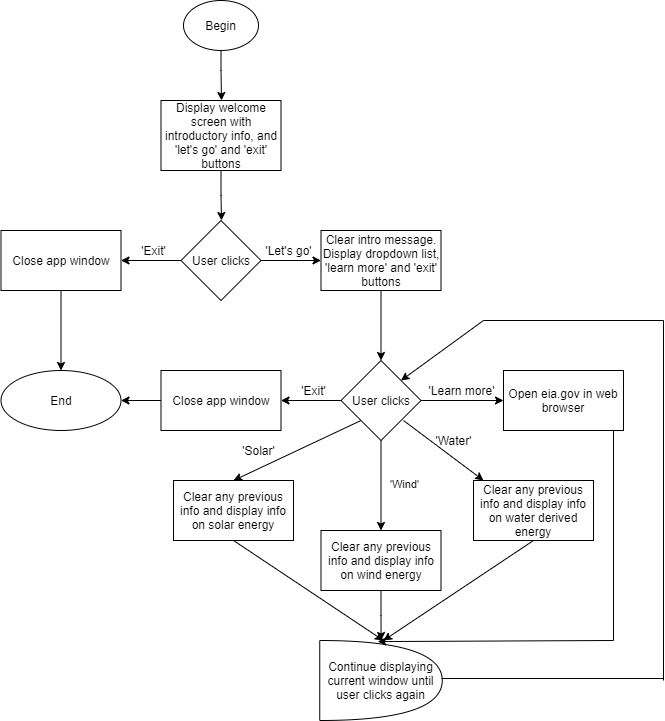 Begin
Display welcome
screen with
introductory info, and
'let's go' and 'exit'
buttons
Close app window
'Exit'
User clicks
'Let's go'
Clear intro message.
Display dropdown list,
'learn more' and 'exit'
buttons
End
Close app window
'Exit'
User clicks
'Learn more'
Open eia.gov in web
browser
'Solar'
'Wind'
'Water'
Clear any previous
info and display info
on solar energy
Clear any previous
info and display info
on wind energy
Clear any previous
info and display info
on water derived
energy
Continue displaying
current window until
user clicks again